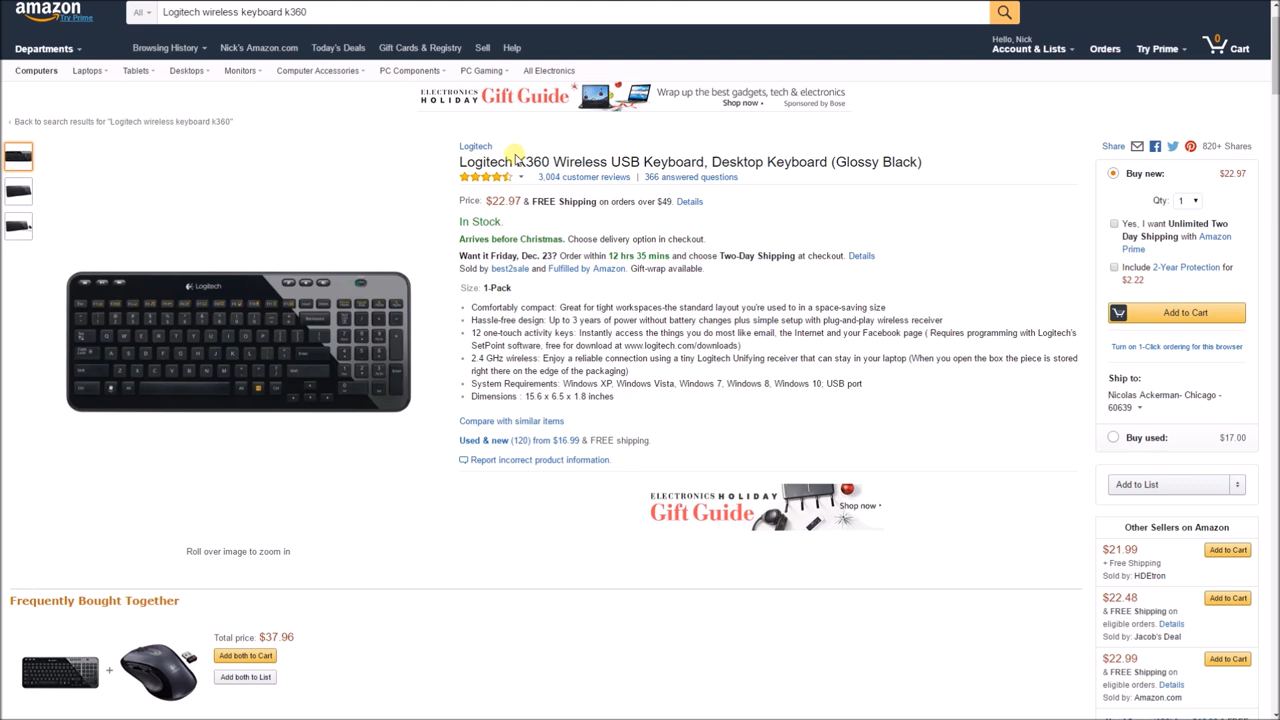 amazon
Try Prime
All
Logitech wireless keyboard k360
Departments
Browsing History
Nick's Amazon.com
Today's Deals
Gift Cards & Registry
Sell
Help
Hello, Nick
Account & Lists
Orders
Try Prime
0
Cart
Computers
Laptops
Tablets
Desktops
Monitors
Computer Accessories
PC Components
PC Gaming
All Electronics
ELECTRONICS
HOLIDAY Gift Guide
Wrap up the best gadgets, tech & electronics
Shop now
Sponsored by Bose
‹ Back to search results for "Logitech wireless keyboard k360"
Logitech
Logitech K360 Wireless USB Keyboard, Desktop Keyboard (Glossy Black)
3,004 customer reviews | 366 answered questions
Price: $22.97 & FREE Shipping on orders over $49. Details
In Stock.
Arrives before Christmas. Choose delivery option in checkout.
Want it Friday, Dec. 23? Order within 12 hrs 35 mins and choose Two-Day Shipping at checkout. Details
Sold by best2sale and Fulfilled by Amazon. Gift-wrap available.
Size: 1-Pack
• Comfortably compact: Great for tight workspaces-the standard layout you're used to in a space-saving size
• Hassle-free design: Up to 3 years of power without battery changes plus simple setup with plug-and-play wireless receiver
• 12 one-touch activity keys: Instantly access the things you do most like email, the Internet and your Facebook page ( Requires programming with Logitech's
SetPoint software, free for download at www.logitech.com/downloads)
• 2.4 GHz wireless: Enjoy a reliable connection using a tiny Logitech Unifying receiver that can stay in your laptop (When you open the box the piece is stored
right there on the edge of the packaging)
• System Requirements: Windows XP, Windows Vista, Windows 7, Windows 8, Windows 10; USB port
• Dimensions : 15.6 x 6.5 x 1.8 inches
Compare with similar items
Used & new (120) from $16.99 & FREE shipping.
Report incorrect product information.
ELECTRONICS HOLIDAY
Gift Guide
Shop now
Logitech
Roll over image to zoom in
Share
820+ Shares
Buy new:
$22.97
Qty: 1
Yes, I want Unlimited Two
Day Shipping with Amazon
Prime
Include 2-Year Protection for
$2.22
Add to Cart
Turn on 1-Click ordering for this browser
Ship to:
Nicolas Ackerman- Chicago -
60639
Buy used:
$17.00
Add to List
Other Sellers on Amazon
$21.99
Add to Cart
+ Free Shipping
Sold by: HDEtron
$22.48
Add to Cart
& FREE Shipping on
eligible orders. Details
Sold by: Jacob's Deal
$22.99
Add to Cart
& FREE Shipping on
eligible orders. Details
Sold by: Amazon.com
Frequently Bought Together
+
Total price: $37.96
Add both to Cart
Add both to List